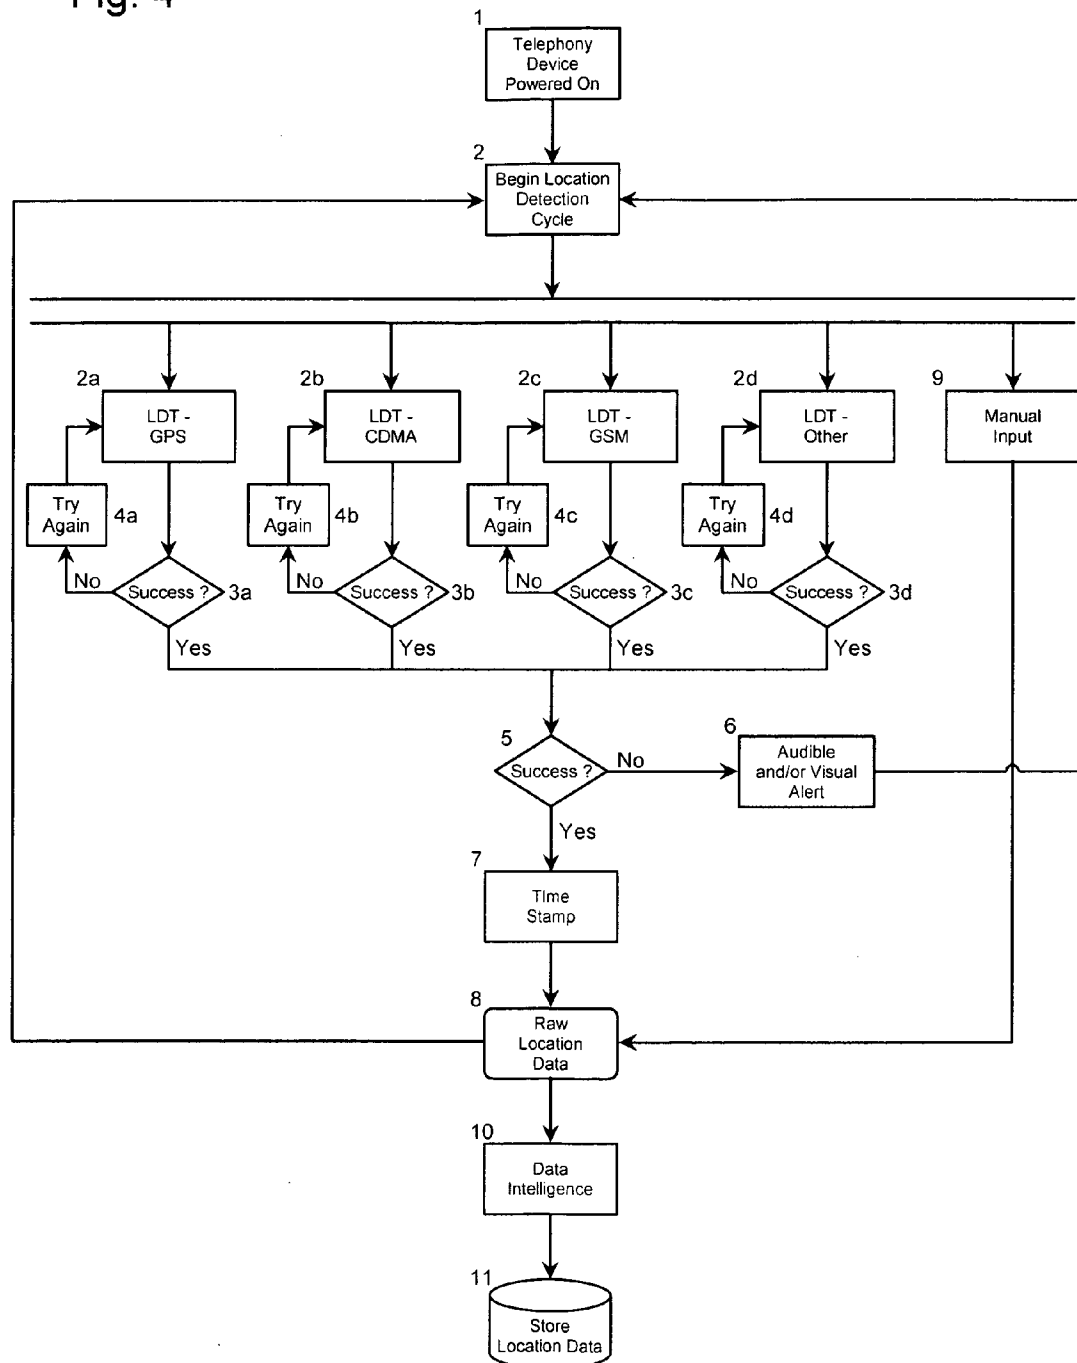 Fig. 4
1
Telephony
Device
Powered On
2
Begin Location
Detection
Cycle
2a
LDT -
GPS
2b
LDT -
CDMA
2c
LDT -
GSM
2d
LDT -
Other
9
Manual
Input
Try
Again
4a
Try
Again
4b
Try
Again
4c
Try
Again
4d
No
Success ?
3a
No
Success ?
3b
No
Success ?
3c
No
Success ?
3d
Yes
Yes
Yes
Yes
5
Success ?
No
6
Audible
and/or Visual
Alert
Yes
7
Time
Stamp
8
Raw
Location
Data
10
Data
Intelligence
11
Store
Location Data